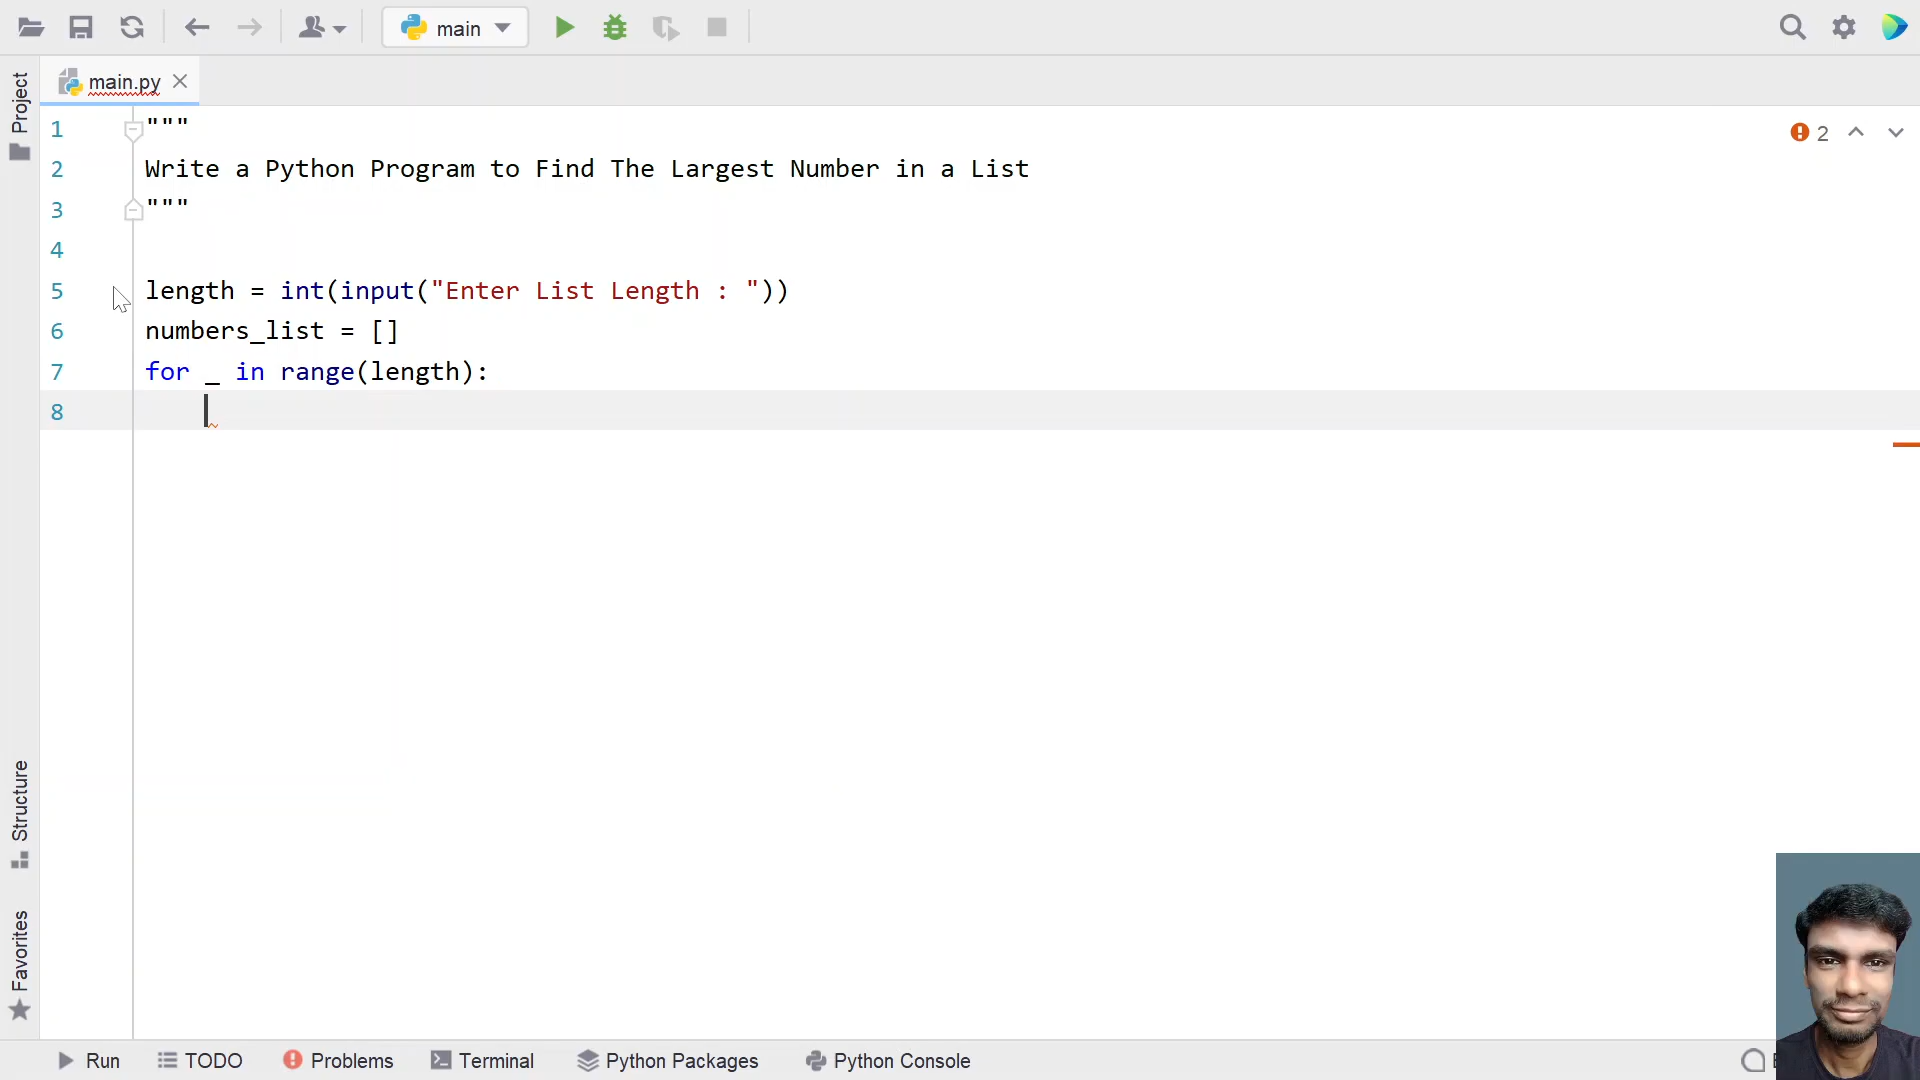 main
main.py
2
Project
1 """
2 Write a Python Program to Find The Largest Number in a List
3 """
4
5 length = int(input("Enter List Length : "))
6 numbers_list = []
7 for _ in range(length):
8
Structure
Favorites
Run TODO Problems Terminal Python Packages Python Console